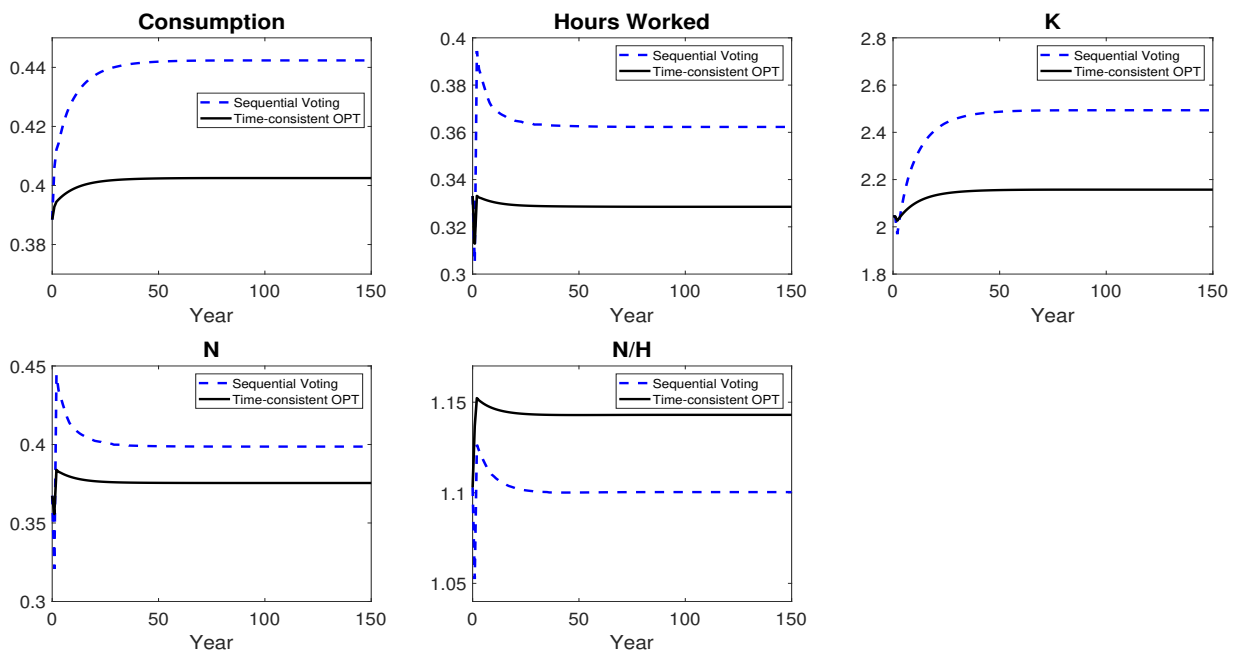 Consumption
0.44
0.42
0.4
0.38
Sequential Voting
Time-consistent OPT
0
50
100
150
Year
Hours Worked
0.4
0.38
0.36
0.34
0.32
0.3
Sequential Voting
Time-consistent OPT
0
50
100
150
Year
K
2.8
2.6
2.4
2.2
2
1.8
Sequential Voting
Time-consistent OPT
0
50
100
150
Year
N
0.45
0.4
0.35
0.3
Sequential Voting
Time-consistent OPT
0
50
100
150
Year
N/H
1.15
1.1
1.05
Sequential Voting
Time-consistent OPT
0
50
100
150
Year